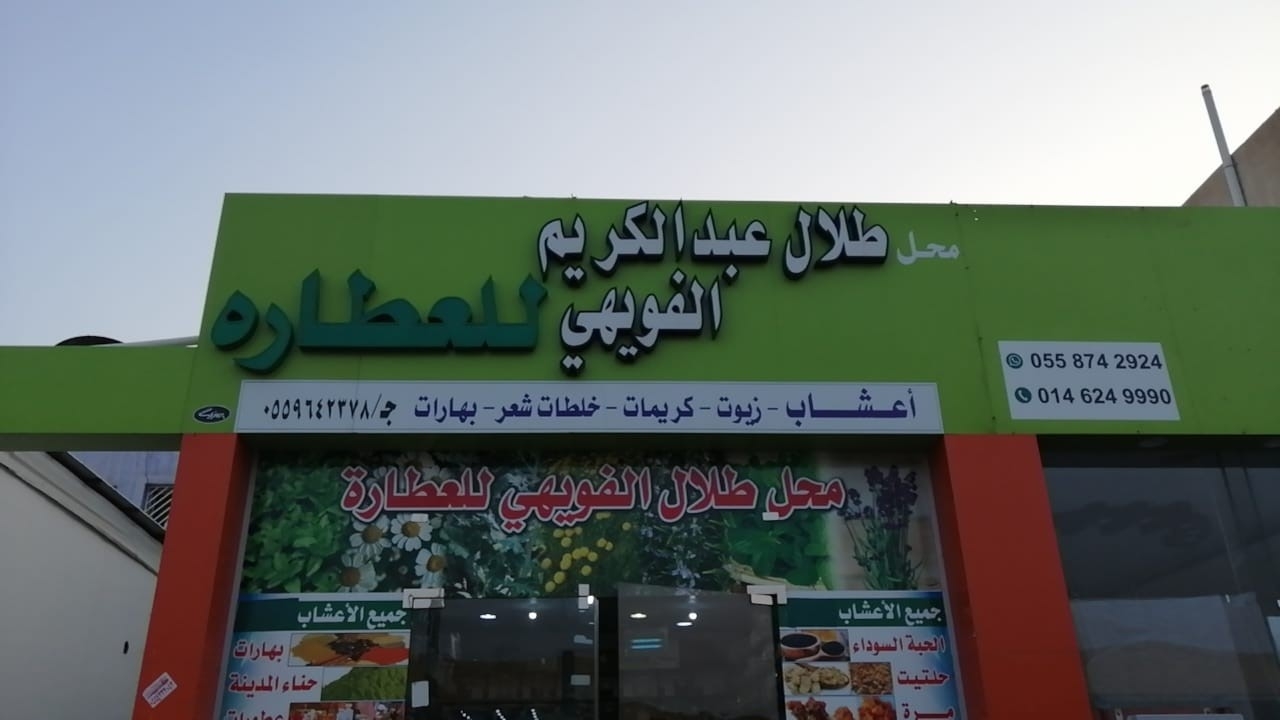 محل طلال عبدالكريم
الفويهي
للعطاره
055 874 2924
014 624 9990
أعشاب - زيوت - كريمات - خلطات شعر - بهارات ج/٠٥٥٩٦٤٢٣٧٨
محل طلال الفويهي للعطارة
جميع الأعشاب
الحبة السوداء
حلتيت
مرة
جميع الأعشاب
بهارات
حناء المدينة